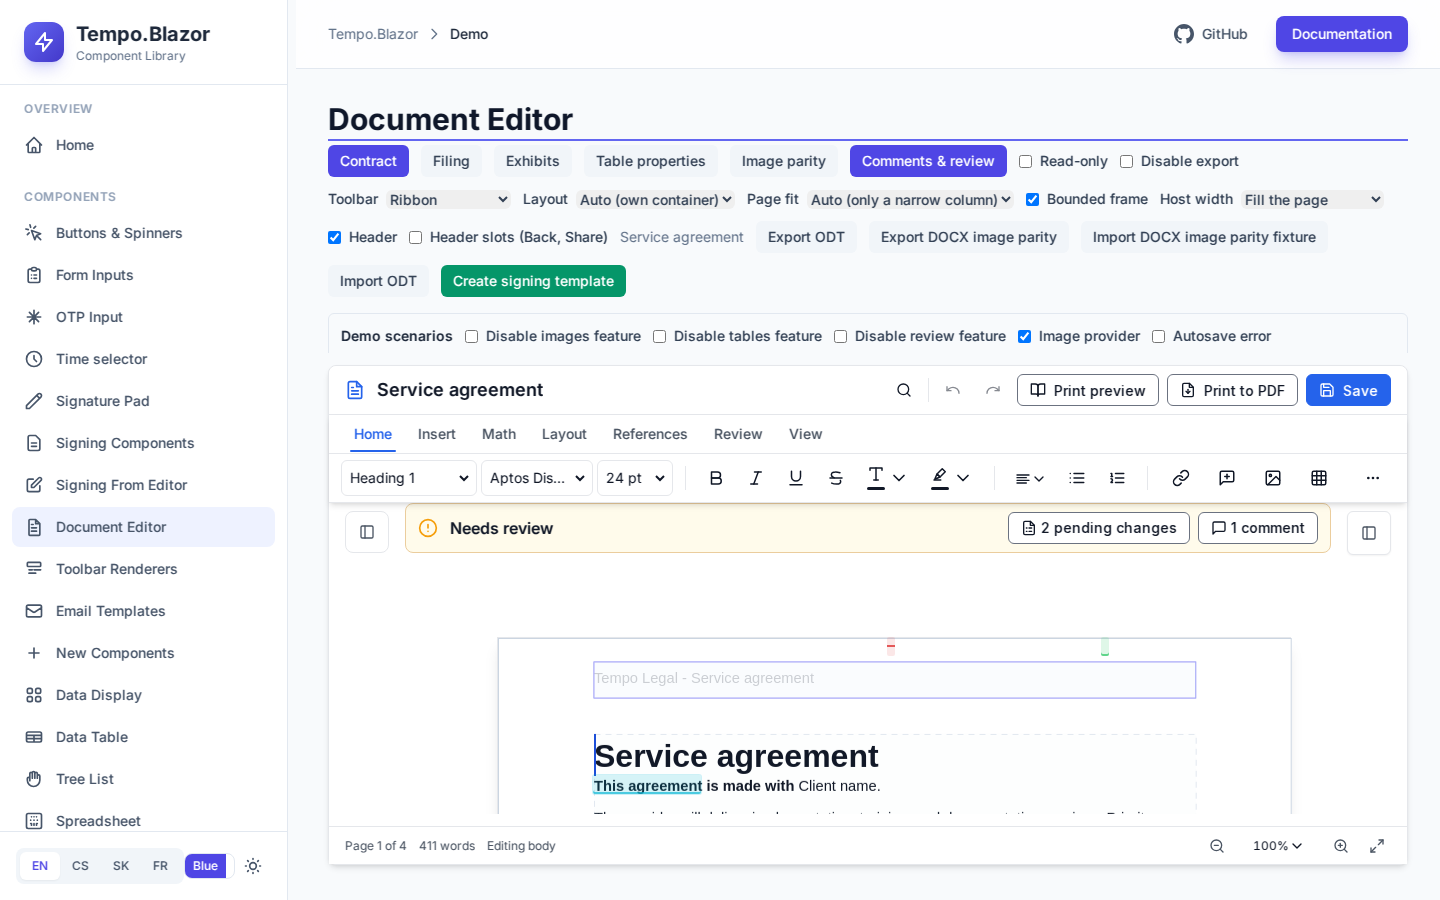 Tempo.Blazor
Component Library
OVERVIEW
Home
COMPONENTS
Buttons & Spinners
Form Inputs
OTP Input
Time selector
Signature Pad
Signing Components
Signing From Editor
Document Editor
Toolbar Renderers
Email Templates
New Components
Data Display
Data Table
Tree List
Spreadsheet
EN CS SK FR Blue
Tempo.Blazor > Demo
GitHub Documentation
Document Editor
Contract Filing Exhibits Table properties Image parity Comments & review Read-only Disable export
Toolbar Ribbon Layout Auto (own container) Page fit Auto (only a narrow column) Bounded frame Host width Fill the page
Header Header slots (Back, Share) Service agreement Export ODT Export DOCX image parity Import DOCX image parity fixture
Import ODT Create signing template
Demo scenarios Disable images feature Disable tables feature Disable review feature Image provider Autosave error
Service agreement Print preview Print to PDF Save
Home Insert Math Layout References Review View
Heading 1 Aptos Dis... 24 pt
Needs review 2 pending changes 1 comment
Tempo Legal - Service agreement
Service agreement
This agreement is made with Client name.
Page 1 of 4 411 words Editing body 100%